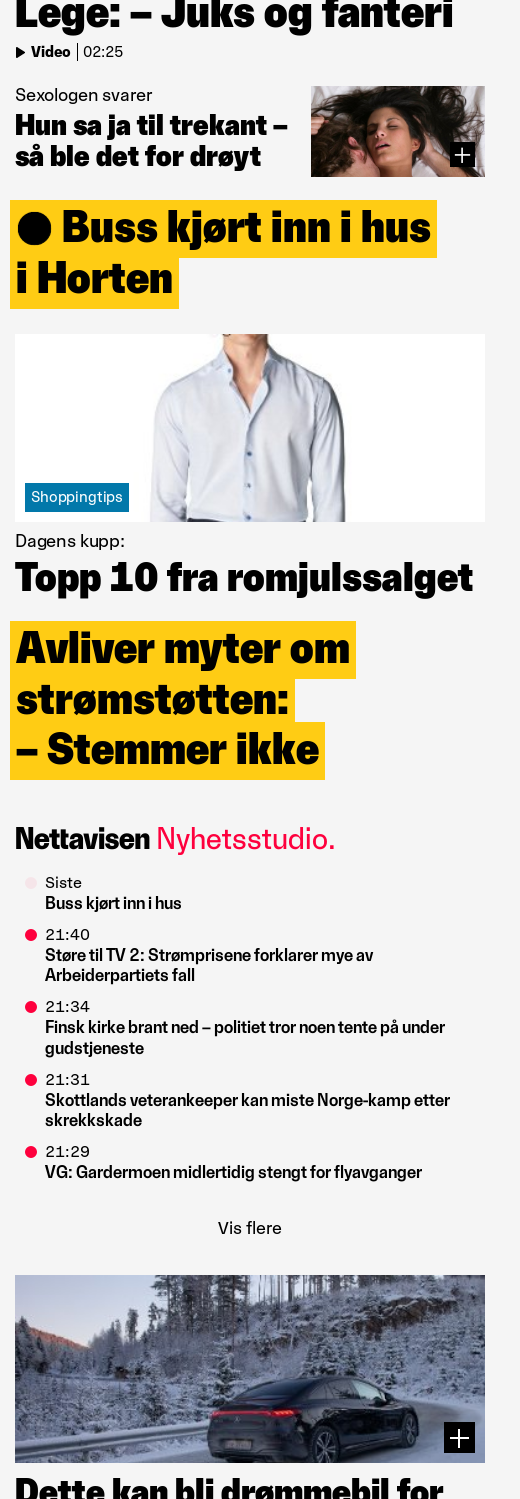 Lege: – Juks og fanteri
Video | 02:25
Sexologen svarer
Hun sa ja til trekant –
så ble det for drøyt
Buss kjørt inn i hus
i Horten
Shoppingtips
Dagens kupp:
Topp 10 fra romjulssalget
Avliver myter om
strømstøtten:
– Stemmer ikke
Nettavisen Nyhetsstudio.
Siste
Buss kjørt inn i hus
21:40
Støre til TV 2: Strømprisene forklarer mye av
Arbeiderpartiets fall
21:34
Finsk kirke brant ned – politiet tror noen tente på under
gudstjeneste
21:31
Skottlands veterankeeper kan miste Norge-kamp etter
skrekkskade
21:29
VG: Gardermoen midlertidig stengt for flyavganger
Vis flere
Dette kan bli drømmebil for